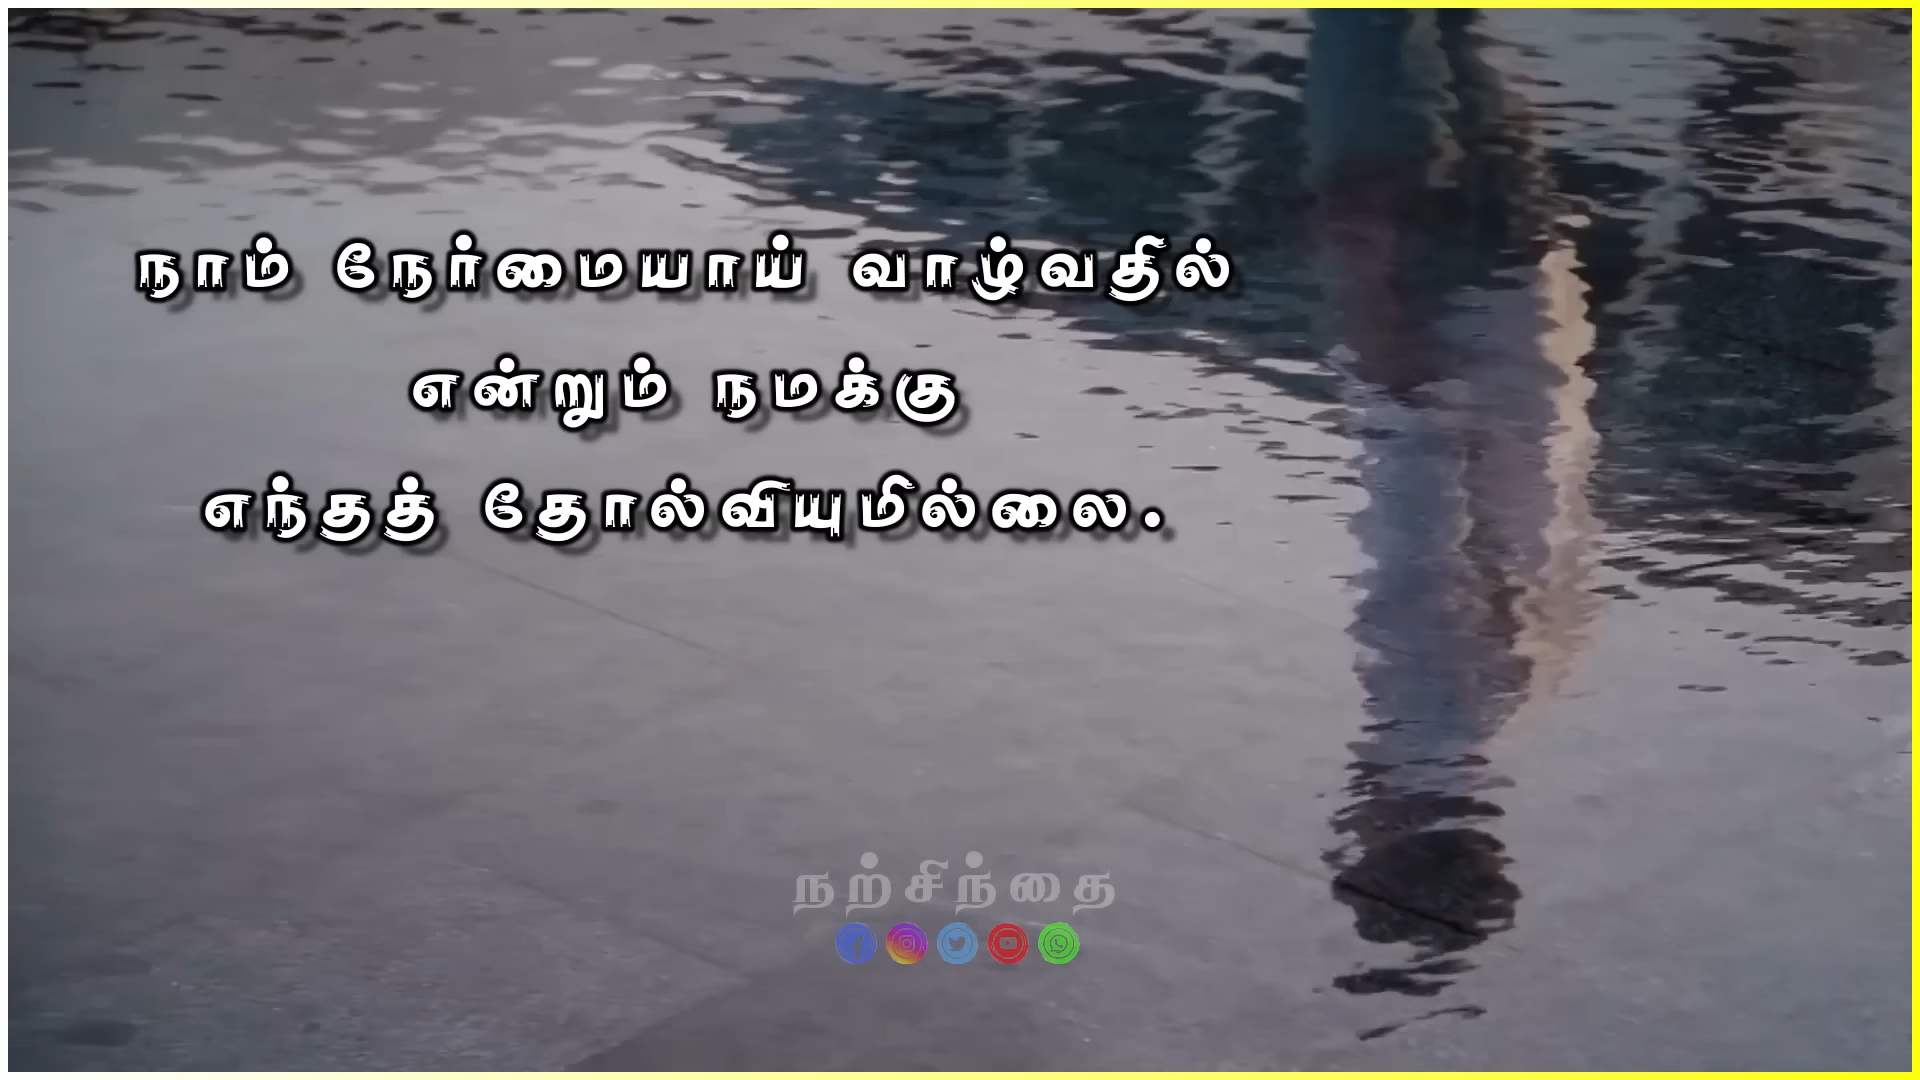 நாம் நேர்மையாய் வாழ்வதில்
என்றும் நமக்கு
எந்தத் தோல்வியுமில்லை.
நற்சிந்தை